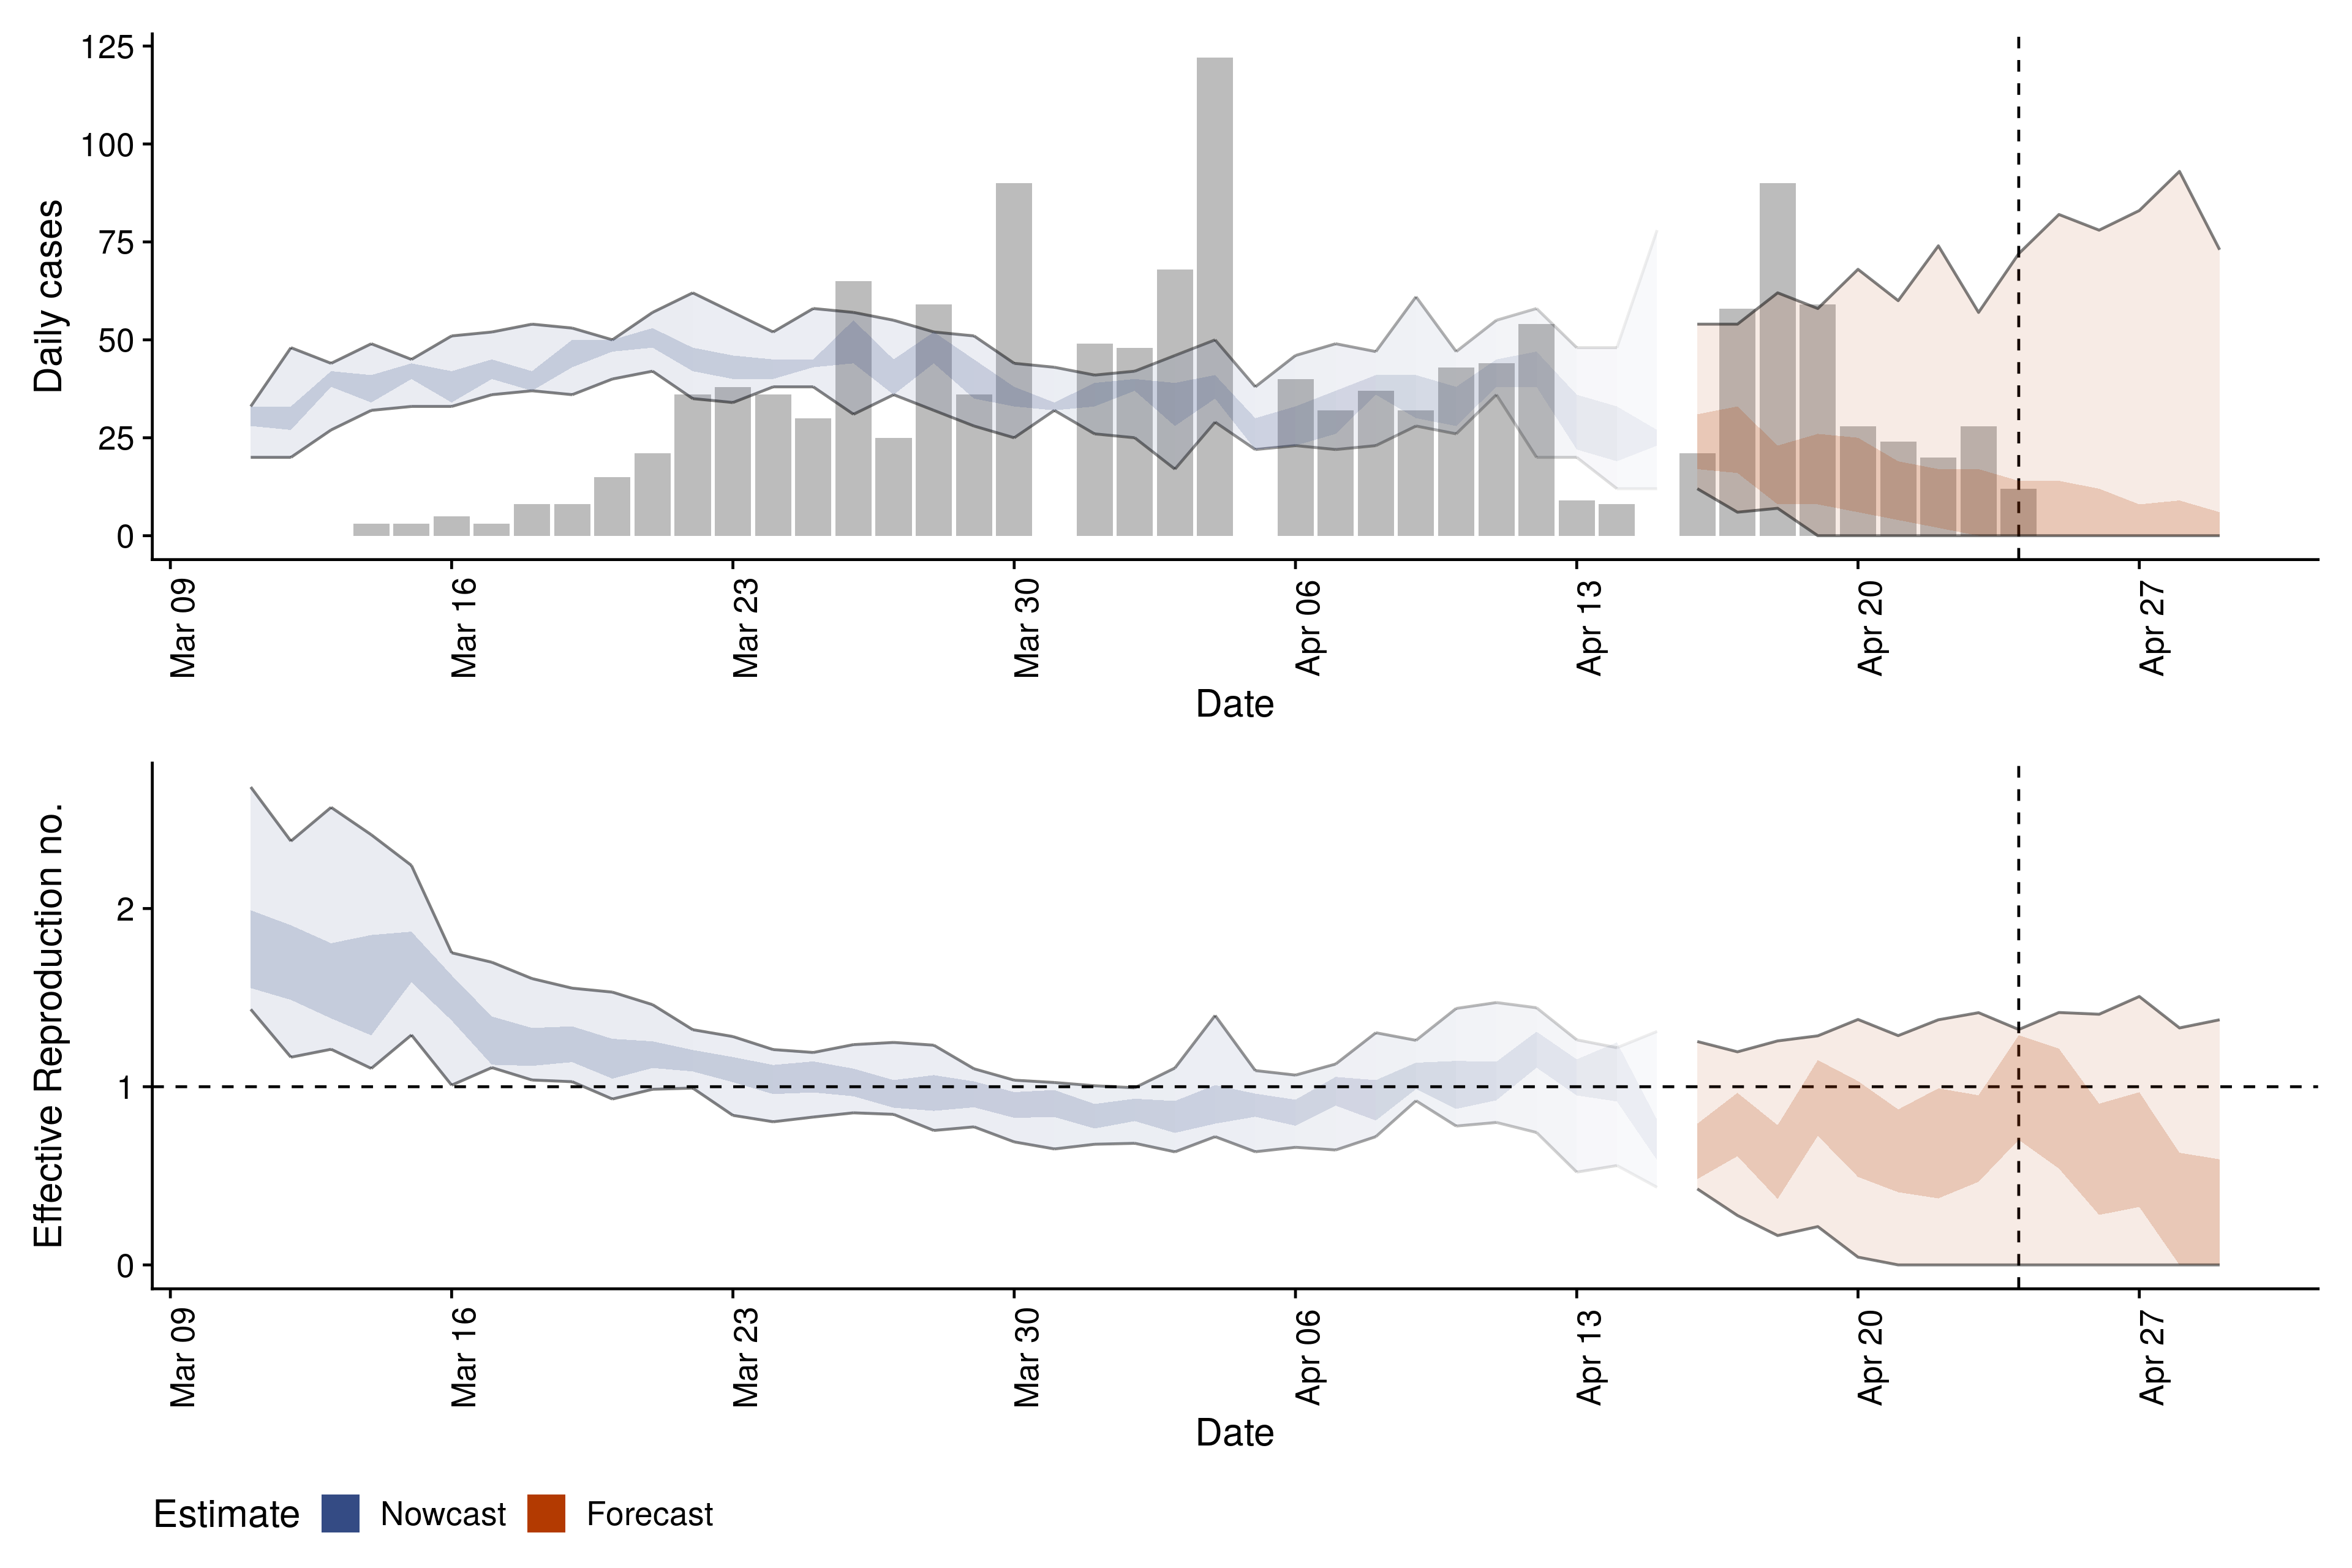 125
100
75
50
25
0
Daily cases
Mar 09
Mar 16
Mar 23
Mar 30
Apr 06
Apr 13
Apr 20
Apr 27
Date
2
1
0
Effective Reproduction no.
Mar 09
Mar 16
Mar 23
Mar 30
Apr 06
Apr 13
Apr 20
Apr 27
Date
Estimate Nowcast Forecast